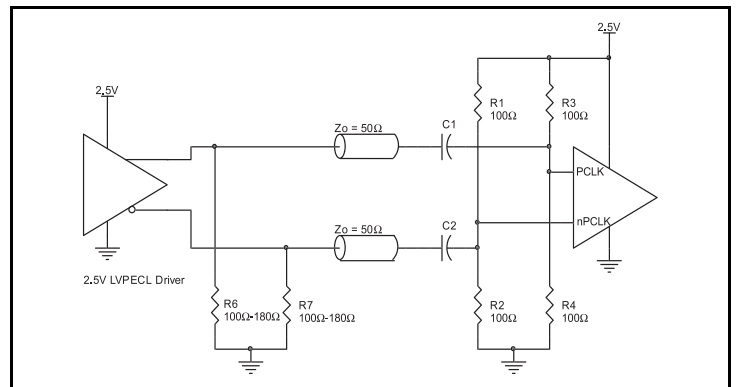 2.5V
2.5V
R1
100Ω
R3
100Ω
Zo = 50Ω
C1
PCLK
nPCLK
Zo = 50Ω
C2
2.5V LVPECL Driver
R6
100Ω-180Ω
R7
100Ω-180Ω
R2
100Ω
R4
100Ω